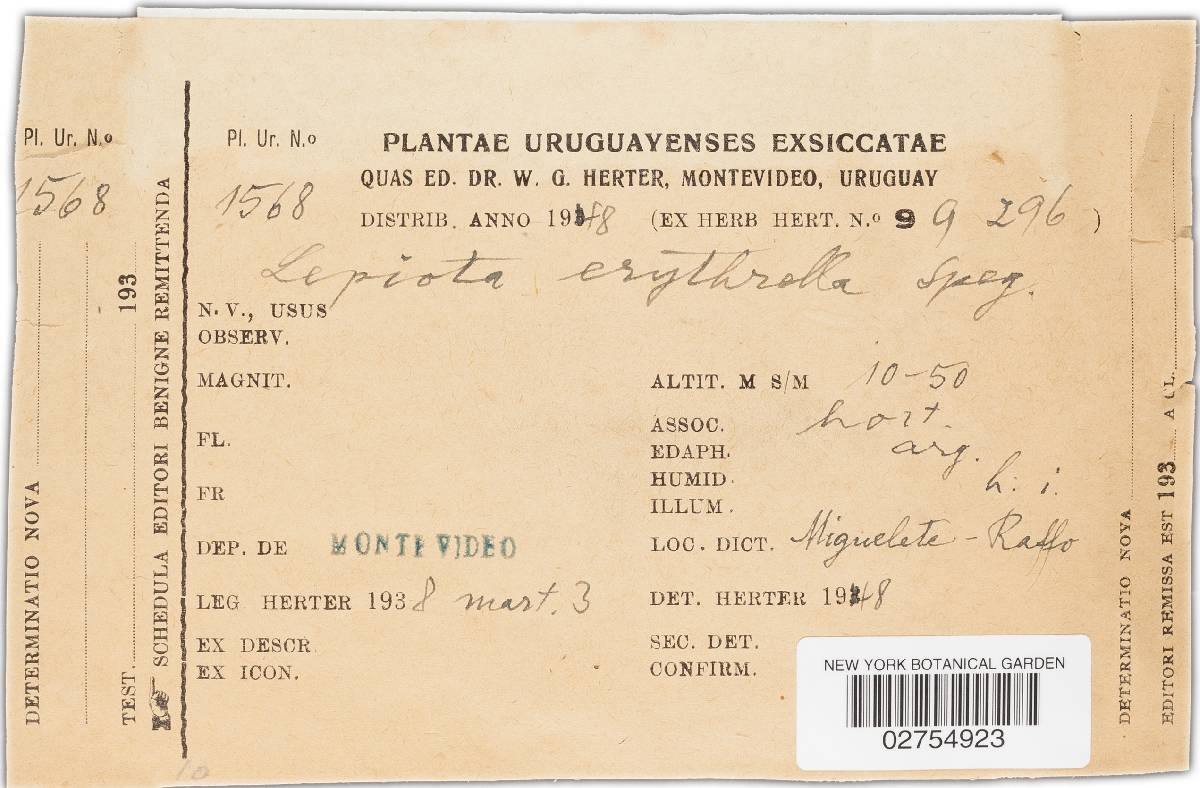 Pl. Ur. N.o
1568
DETERMINATIO NOVA
TEST. 193
SCHEDULA EDITORI BENIGNE REMITTENDA
Pl. Ur. N.o
1568
PLANTAE URUGUAYENSES EXSICCATAE
QUAS ED. DR. W. G. HERTER, MONTEVIDEO, URUGUAY
DISTRIB. ANNO 1948 (EX HERB HERT. N.o 9 9 296 )
Lepiota erythrella Speg.
N. V., USUS
OBSERV.
MAGNIT.
FL.
FR
DEP. DE MONTEVIDEO
LEG HERTER 1938 mart. 3
EX DESCR
EX ICON.
ALTIT. M S/M 10-50
ASSOC. hort.
EDAPH. arg.
HUMID. h. i.
ILLUM.
LOC. DICT. Miguelete - Raffo
DET. HERTER 1948
SEC. DET.
CONFIRM.
NEW YORK BOTANICAL GARDEN
02754923
DETERMINATIO NOVA
EDITORI REMISSA EST 193 A CL.
10